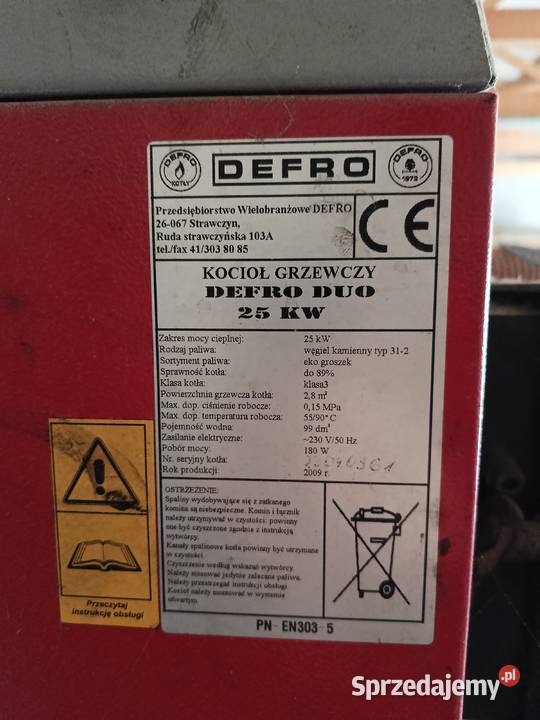 DEFRO
KOTŁY
DEFRO
DEFRO
1973
Przedsiębiorstwo Wielobranżowe DEFRO
26-067 Strawczyn,
Ruda strawczyńska 103A
tel./fax 41/303 80 85
CE
KOCIOŁ GRZEWCZY
DEFRO DUO
25 KW
Zakres mocy cieplnej: 25 kW
Rodzaj paliwa: węgiel kamienny typ 31-2
Sortyment paliwa: eko groszek
Sprawność kotła: do 89%
Klasa kotła: klasa3
Powierzchnia grzewcza kotła: 2,8 m²
Max. dop. ciśnienie robocze: 0,15 MPa
Max. dop. temperatura robocza: 55/90°C
Pojemność wodna: 99 dm³
Zasilanie elektryczne: ~230 V/50 Hz
Pobór mocy: 180 W
Nr. seryjny kotła:
Rok produkcji: 2009 r.
OSTRZEŻENIE:
Spaliny wydobywające się z zatkanego
komina są niebezpieczne. Komin i łącznik
należy utrzymywać w czystości: powinny
one być czyszczone zgodnie z instrukcją
wytwórcy.
Kanały spalinowe kotła powinny być utrzymane
w czystości.
Czyszczenie według wskazań wytwórcy.
Należy stosować jedynie zalecana paliwa.
Należy przestrzegać instrukcji obsługi
Kocioł należy stosować w systemie
otwartym.
PN-EN303-5
Przeczytaj
instrukcję obsługi
Sprzedajemy.pl